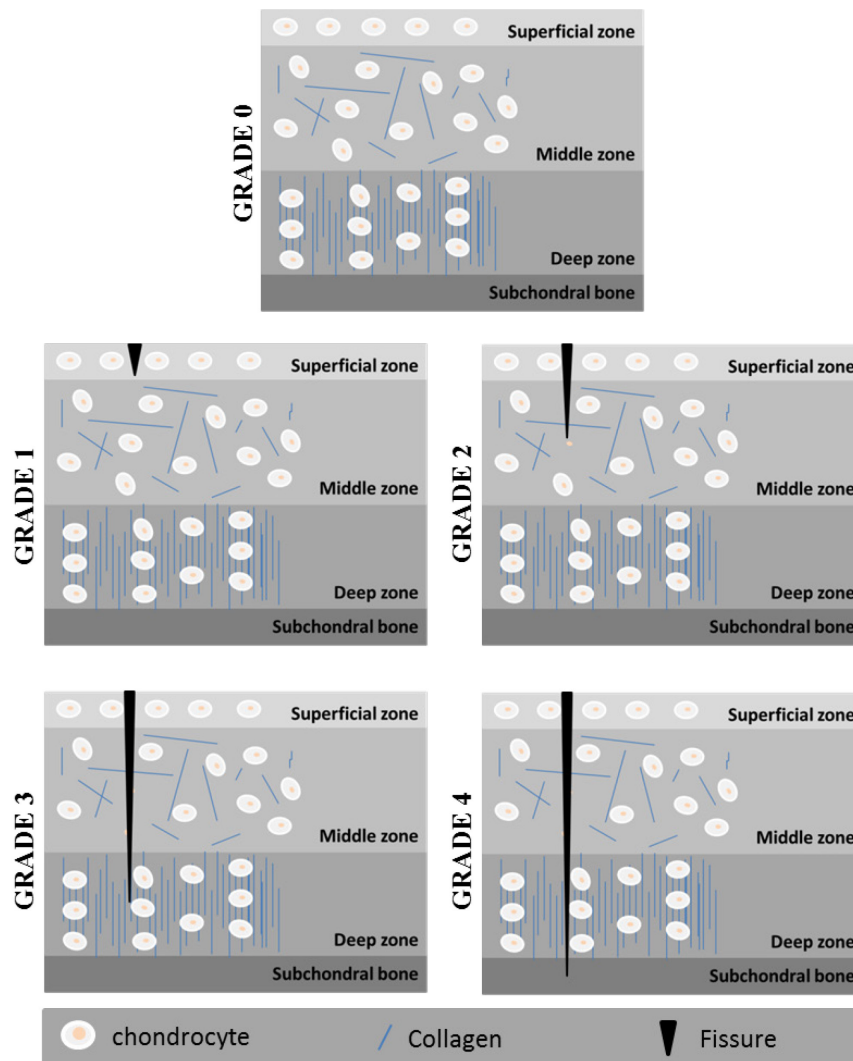 GRADE 0
Superficial zone
Middle zone
Deep zone
Subchondral bone
GRADE 1
Superficial zone
Middle zone
Deep zone
Subchondral bone
GRADE 2
Superficial zone
Middle zone
Deep zone
Subchondral bone
GRADE 3
Superficial zone
Middle zone
Deep zone
Subchondral bone
GRADE 4
Superficial zone
Middle zone
Deep zone
Subchondral bone
chondrocyte
Collagen
Fissure